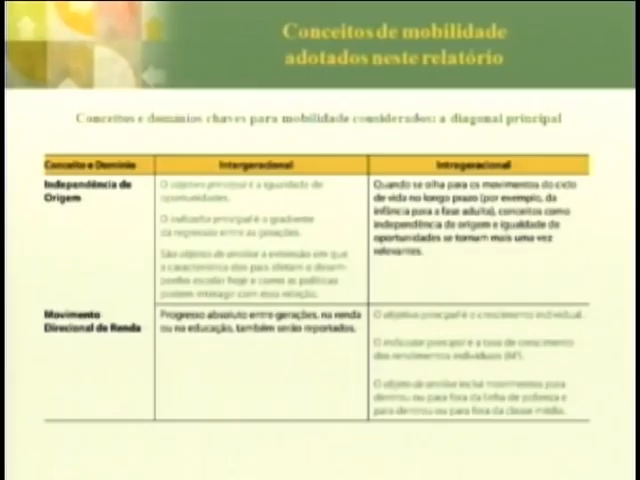 Conceitos de mobilidade
adotados neste relatório
Conceitos e domínios chaves para mobilidade considerados: a diagonal principal
Conceito e Domínio
Intergeracional
Intrageracional
Independência de
Origem
O objetivo principal é a igualdade de
oportunidades.
O indicador principal é o gradiente
da regressão entre as gerações.
São objeto de análise a extensão em que
a característica dos pais afetam o desem-
penho escolar hoje e como as políticas
podem interagir com essa relação.
Quando se olha para os movimentos do ciclo
de vida no longo prazo (por exemplo, da
infância para a fase adulta), conceitos como
independência de origem e igualdade de
oportunidades se tornam mais uma vez
relevantes.
Movimento
Direcional de Renda
Progresso absoluto entre gerações, na renda
ou na educação, também serão reportados.
O objetivo principal é o crescimento individual.
O indicador principal é a taxa de crescimento
dos rendimentos individuais
O objeto de análise inclui movimentos para
dentro ou para fora da linha de pobreza e
para dentro ou para fora da classe média.